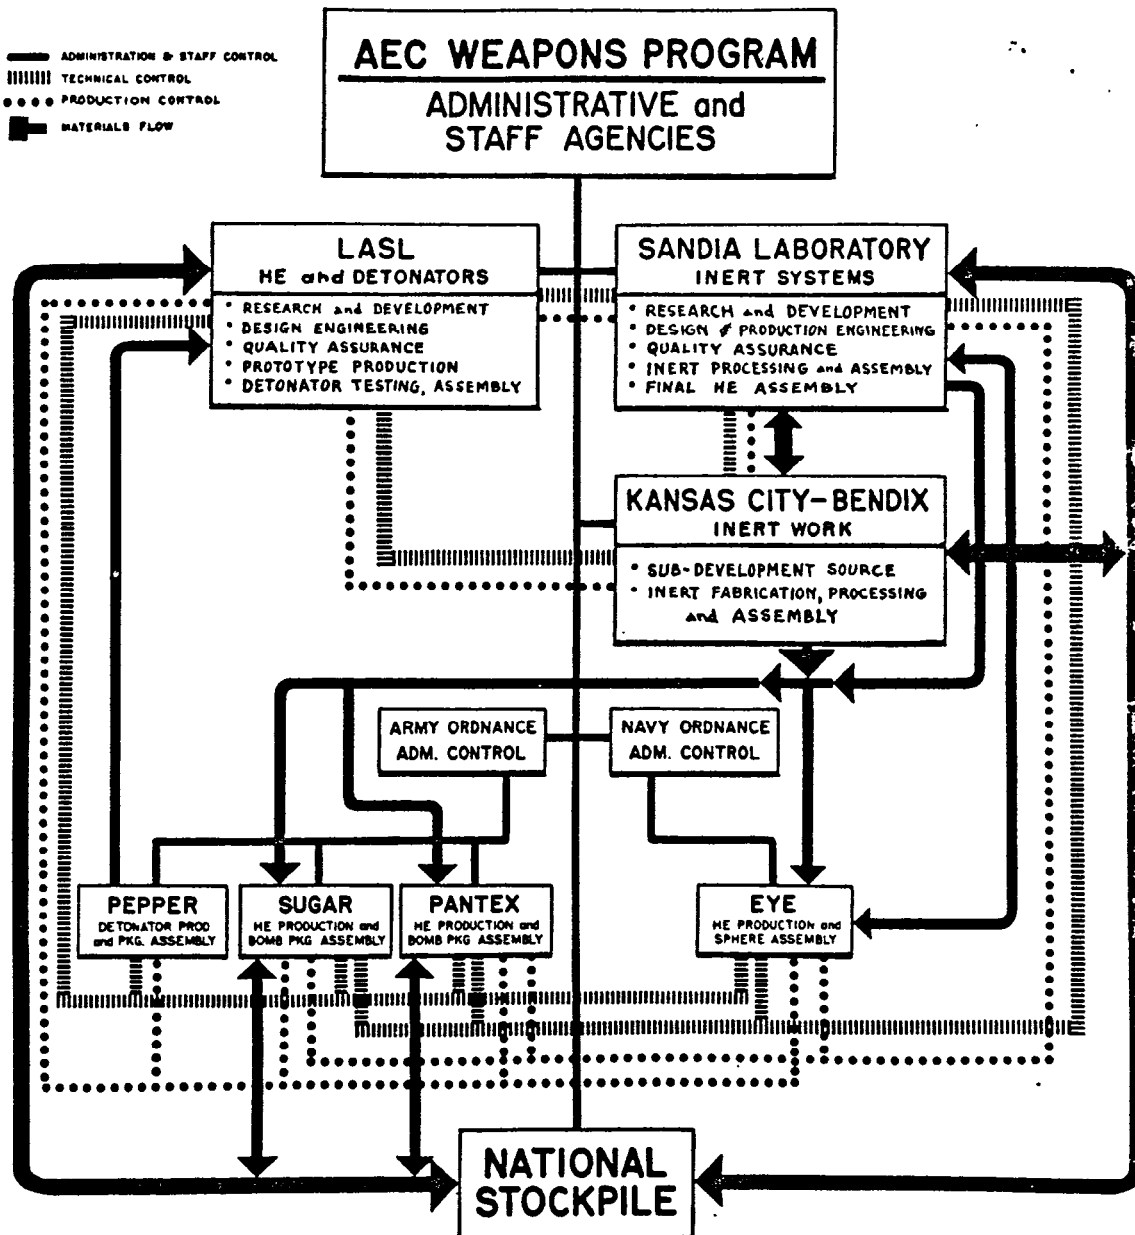 ADMINISTRATION & STAFF CONTROL
TECHNICAL CONTROL
PRODUCTION CONTROL
MATERIALS FLOW
AEC WEAPONS PROGRAM
ADMINISTRATIVE and
STAFF AGENCIES
LASL
HE and DETONATORS
• RESEARCH and DEVELOPMENT
• DESIGN ENGINEERING
• QUALITY ASSURANCE
• PROTOTYPE PRODUCTION
• DETONATOR TESTING, ASSEMBLY
SANDIA LABORATORY
INERT SYSTEMS
• RESEARCH and DEVELOPMENT
• DESIGN & PRODUCTION ENGINEERING
• QUALITY ASSURANCE
• INERT PROCESSING and ASSEMBLY
• FINAL HE ASSEMBLY
KANSAS CITY-BENDIX
INERT WORK
• SUB-DEVELOPMENT SOURCE
• INERT FABRICATION, PROCESSING
and ASSEMBLY
ARMY ORDNANCE
ADM. CONTROL
NAVY ORDNANCE
ADM. CONTROL
PEPPER
DETONATOR PROD
and PKG. ASSEMBLY
SUGAR
HE PRODUCTION and
BOMB PKG ASSEMBLY
PANTEX
HE PRODUCTION and
BOMB PKG ASSEMBLY
EYE
HE PRODUCTION and
SPHERE ASSEMBLY
NATIONAL
STOCKPILE